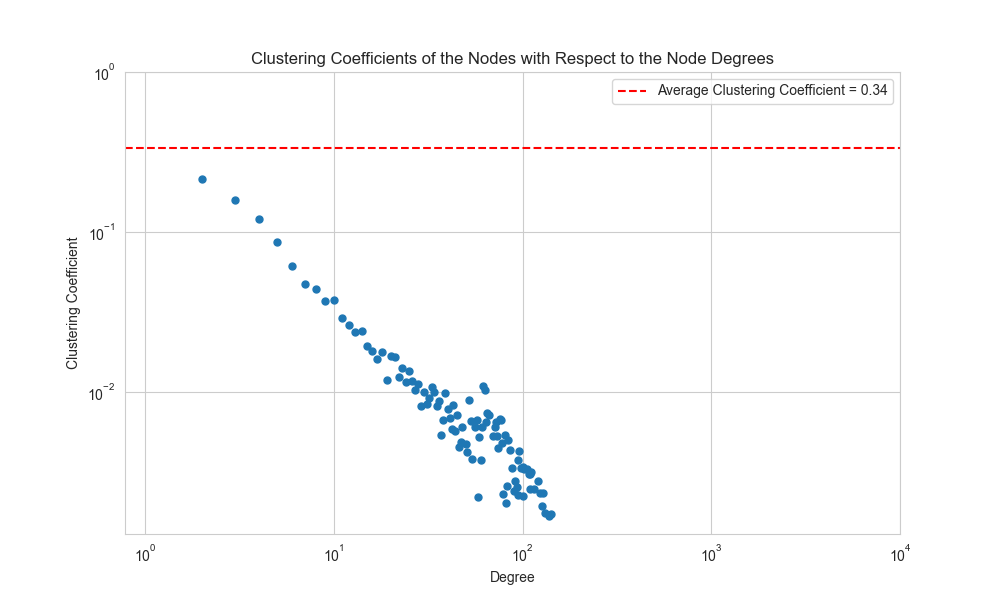 Clustering Coefficients of the Nodes with Respect to the Node Degrees
Average Clustering Coefficient = 0.34
Clustering Coefficient
10⁰
10⁻¹
10⁻²
10⁰ 10¹ 10² 10³ 10⁴
Degree